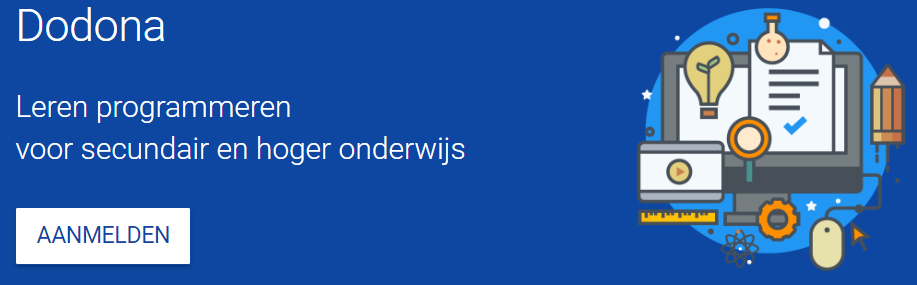 Dodona
Leren programmeren
voor secundair en hoger onderwijs
AANMELDEN